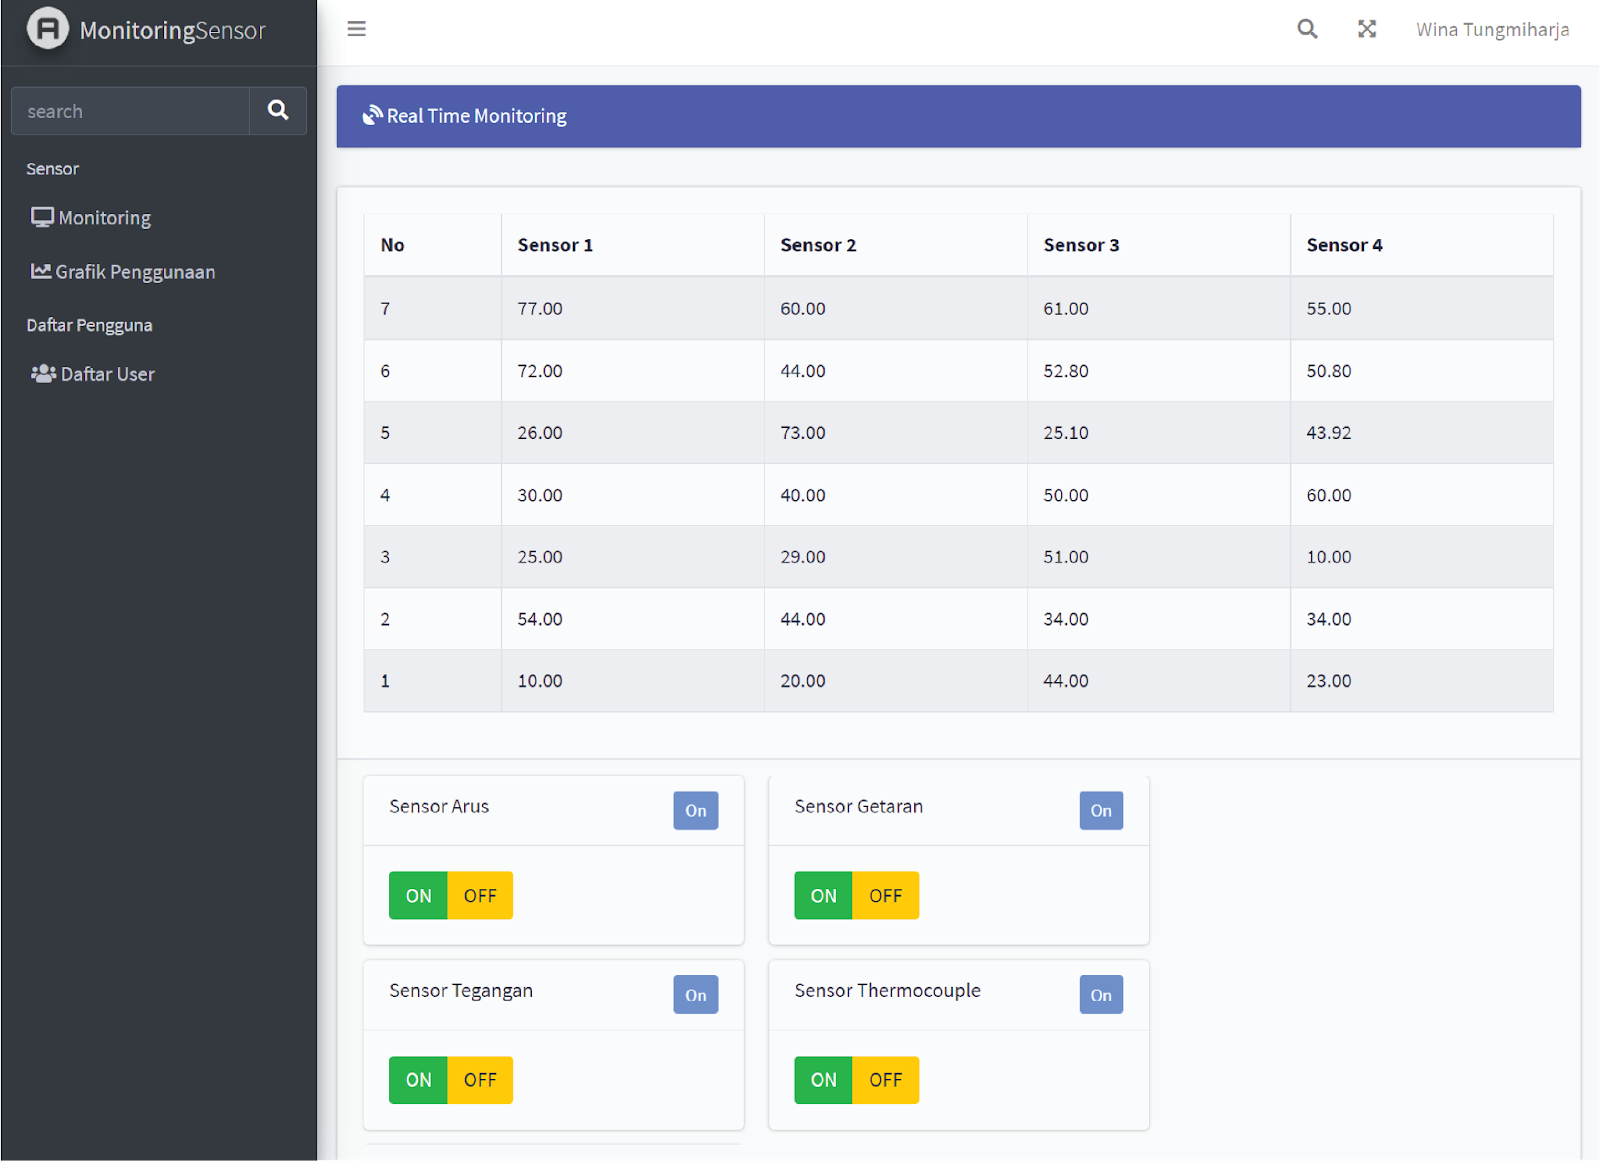 MonitoringSensor
Wina Tungmiharja
search
Sensor
Monitoring
Grafik Penggunaan
Daftar Pengguna
Daftar User
Real Time Monitoring
No Sensor 1 Sensor 2 Sensor 3 Sensor 4
7 77.00 60.00 61.00 55.00
6 72.00 44.00 52.80 50.80
5 26.00 73.00 25.10 43.92
4 30.00 40.00 50.00 60.00
3 25.00 29.00 51.00 10.00
2 54.00 44.00 34.00 34.00
1 10.00 20.00 44.00 23.00
Sensor Arus On
ON OFF
Sensor Getaran On
ON OFF
Sensor Tegangan On
ON OFF
Sensor Thermocouple On
ON OFF